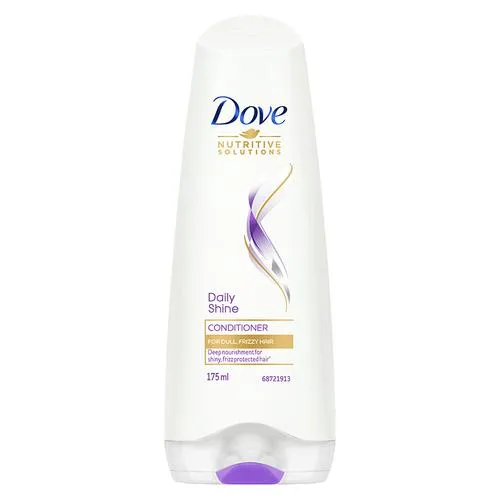 Dove
NUTRITIVE
SOLUTIONS
Daily
Shine
CONDITIONER
FOR DULL, FRIZZY HAIR
Deep nourishment for
shiny, frizz protected hair*
175 ml
68721913